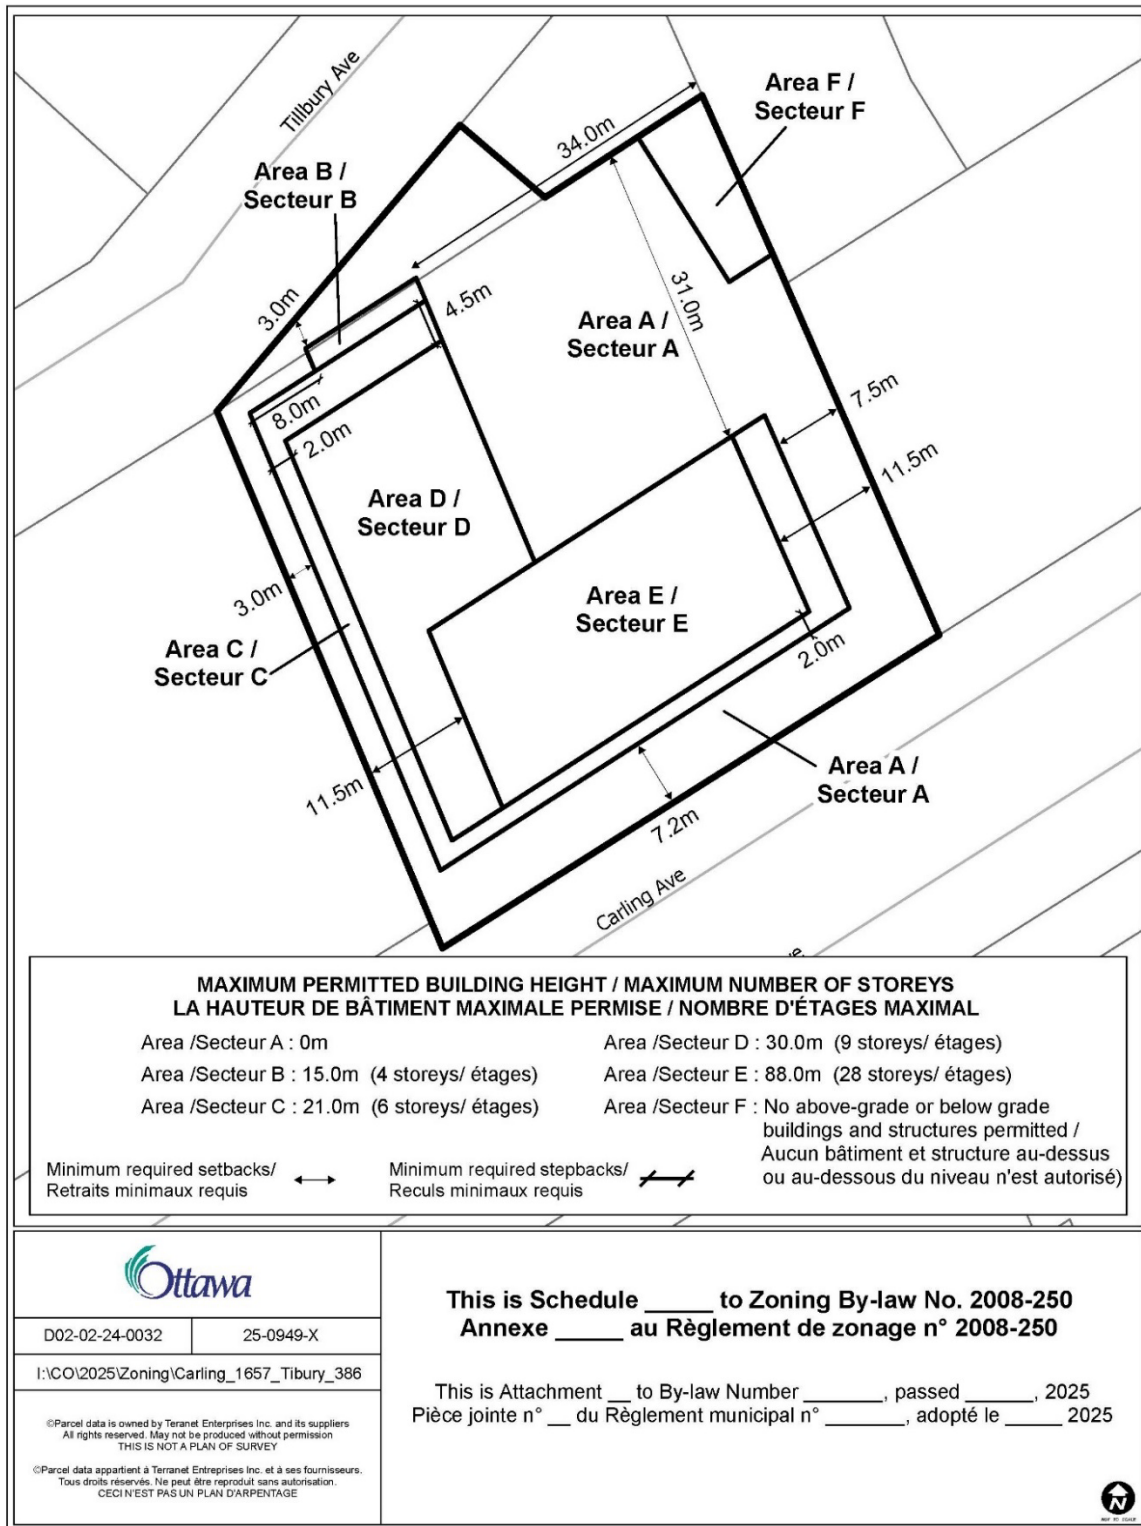 Tillbury Ave
Area F /
Secteur F
34.0m
Area B /
Secteur B
3.0m
4.5m
31.0m
Area A /
Secteur A
8.0m
2.0m
7.5m
11.5m
Area D /
Secteur D
3.0m
Area E /
Secteur E
Area C /
Secteur C
2.0m
11.5m
Area A /
Secteur A
7.2m
Carling Ave
MAXIMUM PERMITTED BUILDING HEIGHT / MAXIMUM NUMBER OF STOREYS
LA HAUTEUR DE BÂTIMENT MAXIMALE PERMISE / NOMBRE D'ÉTAGES MAXIMAL
Area /Secteur A : 0m
Area /Secteur B : 15.0m (4 storeys/ étages)
Area /Secteur C : 21.0m (6 storeys/ étages)
Area /Secteur D : 30.0m (9 storeys/ étages)
Area /Secteur E : 88.0m (28 storeys/ étages)
Area /Secteur F : No above-grade or below grade
buildings and structures permitted /
Aucun bâtiment et structure au-dessus
ou au-dessous du niveau n'est autorisé)
Minimum required setbacks/
Retraits minimaux requis
Minimum required stepbacks/
Reculs minimaux requis
Ottawa
D02-02-24-0032 25-0949-X
I:\CO\2025\Zoning\Carling_1657_Tibury_386
©Parcel data is owned by Teranet Enterprises Inc. and its suppliers
All rights reserved. May not be produced without permission
THIS IS NOT A PLAN OF SURVEY
©Parcel data appartient à Terranet Entreprises Inc. et à ses fournisseurs.
Tous droits réservés. Ne peut être reproduit sans autorisation.
CECI N'EST PAS UN PLAN D'ARPENTAGE
This is Schedule _____ to Zoning By-law No. 2008-250
Annexe _____ au Règlement de zonage n° 2008-250
This is Attachment __ to By-law Number _______, passed ______, 2025
Pièce jointe n° __ du Règlement municipal n° _______, adopté le _____ 2025
N
NOT TO SCALE